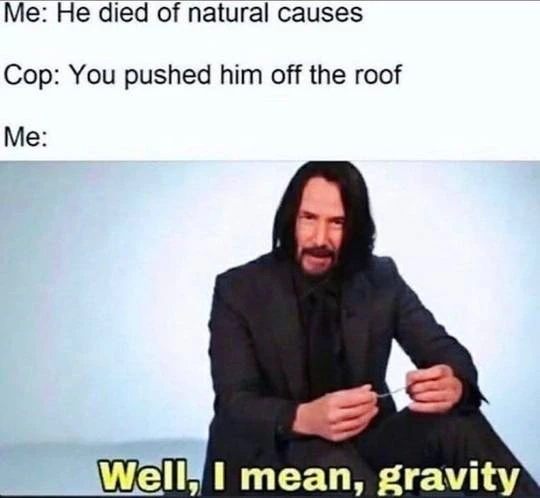 Me: He died of natural causes
Cop: You pushed him off the roof
Me:
Well, I mean, gravity